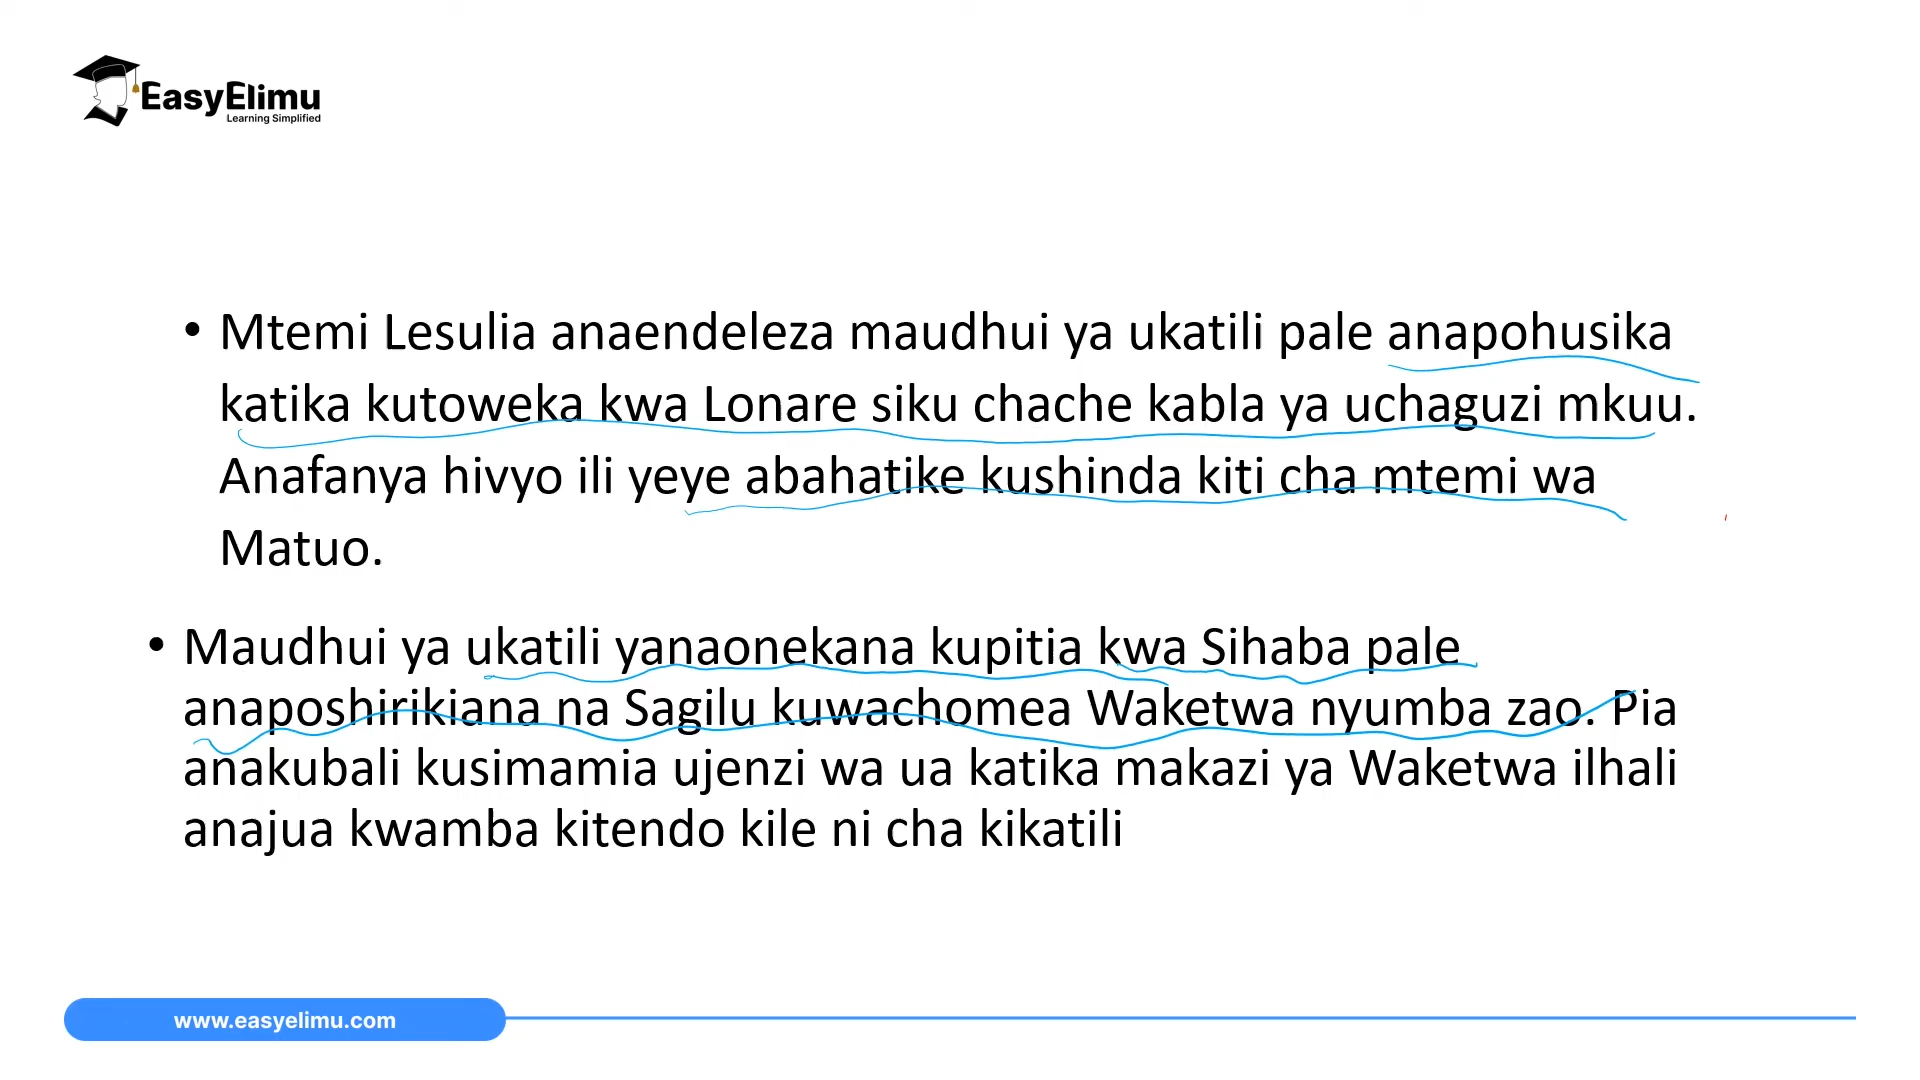 EasyElimu
Learning Simplified
• Mtemi Lesulia anaendeleza maudhui ya ukatili pale anapohusika
katika kutoweka kwa Lonare siku chache kabla ya uchaguzi mkuu.
Anafanya hivyo ili yeye abahatike kushinda kiti cha mtemi wa
Matuo.
• Maudhui ya ukatili yanaonekana kupitia kwa Sihaba pale
anaposhirikiana na Sagilu kuwachomea Waketwa nyumba zao. Pia
anakubali kusimamia ujenzi wa ua katika makazi ya Waketwa ilhali
anajua kwamba kitendo kile ni cha kikatili
www.easyelimu.com